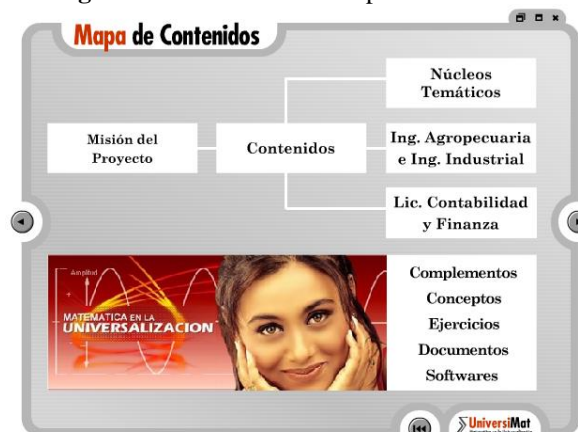 Mapa de Contenidos
Núcleos
Temáticos
Misión del
Proyecto
Contenidos
Ing. Agropecuaria
e Ing. Industrial
Lic. Contabilidad
y Finanza
Amplitud
MATEMATICA EN LA
UNIVERSALIZACION
Complementos
Conceptos
Ejercicios
Documentos
Softwares
UniversiMat